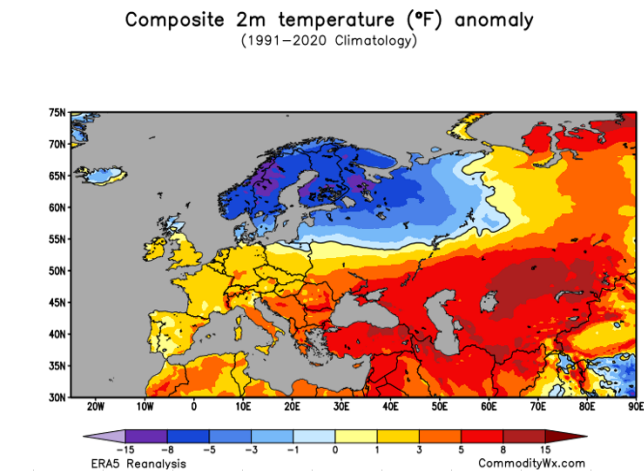 Composite 2m temperature (°F) anomaly
(1991–2020 Climatology)
75N
70N
65N
60N
55N
50N
45N
40N
35N
30N
20W 10W 0 10E 20E 30E 40E 50E 60E 70E 80E 90E
-15 -8 -5 -3 -1 0 1 3 5 8 15
ERA5 Reanalysis CommodityWx.com